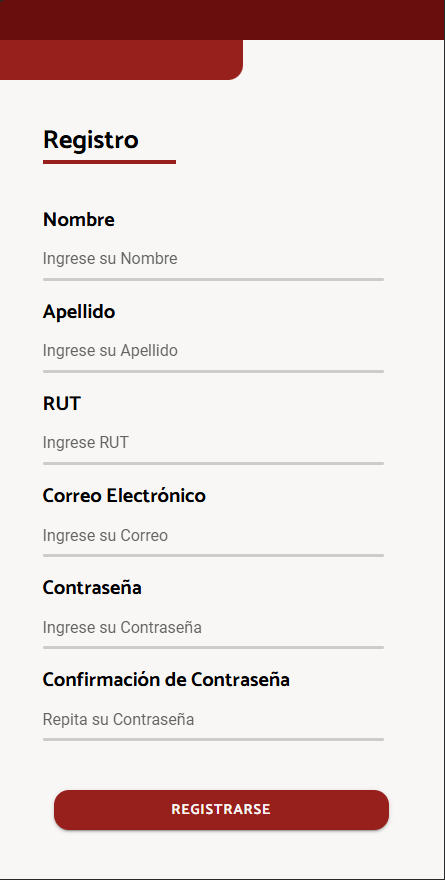 Registro
Nombre
Ingrese su Nombre
Apellido
Ingrese su Apellido
RUT
Ingrese RUT
Correo Electrónico
Ingrese su Correo
Contraseña
Ingrese su Contraseña
Confirmación de Contraseña
Repita su Contraseña
REGISTRARSE